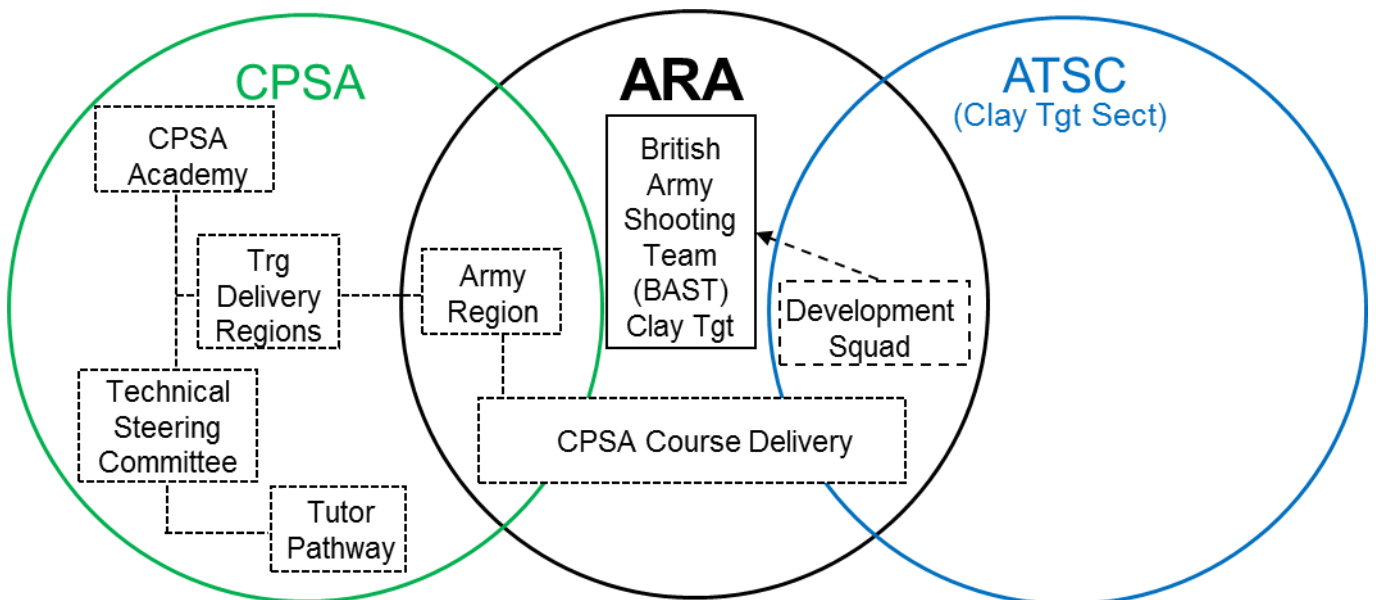 CPSA
ARA
ATSC
(Clay Tgt Sect)
CPSA
Academy
British
Army
Shooting
Team
(BAST)
Clay Tgt
Trg
Delivery
Regions
Army
Region
Development
Squad
Technical
Steering
Committee
CPSA Course Delivery
Tutor
Pathway